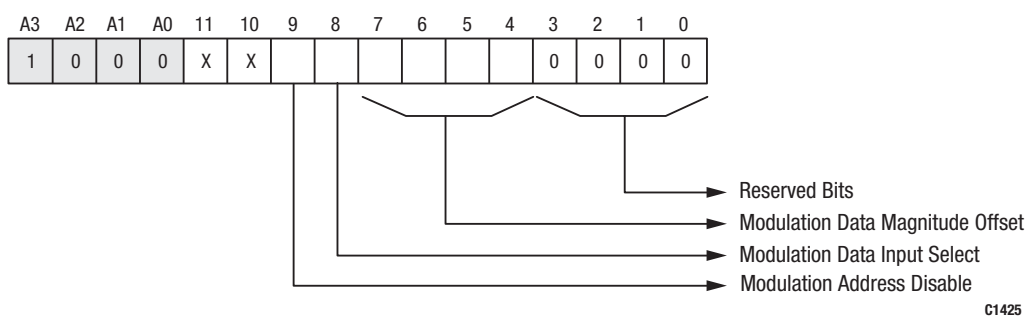 A3 A2 A1 A0 11 10 9 8 7 6 5 4 3 2 1 0
1 0 0 0 X X 0 0 0 0
Reserved Bits
Modulation Data Magnitude Offset
Modulation Data Input Select
Modulation Address Disable
C1425